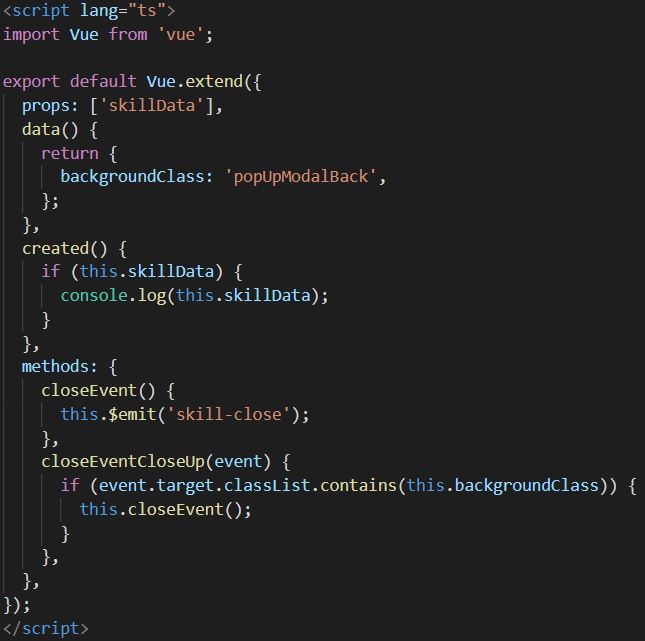 <script lang="ts">
import Vue from 'vue';

export default Vue.extend({
  props: ['skillData'],
  data() {
    return {
      backgroundClass: 'popUpModalBack',
    };
  },
  created() {
    if (this.skillData) {
      console.log(this.skillData);
    }
  },
  methods: {
    closeEvent() {
      this.$emit('skill-close');
    },
    closeEventCloseUp(event) {
      if (event.target.classList.contains(this.backgroundClass)) {
        this.closeEvent();
      }
    },
  },
});
</script>